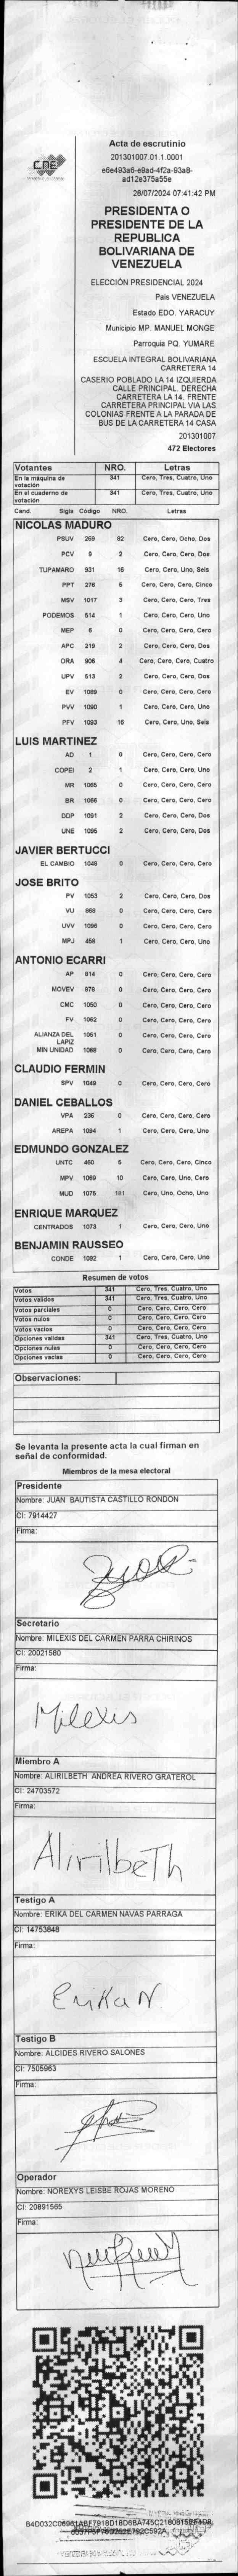 CNE
Acta de escrutinio
201301007.01.1.0001
e6e493a6-e9ad-4f2a-93a8-
ad12e375a55e
28/07/2024 07:41:42 PM
PRESIDENTA O
PRESIDENTE DE LA
REPUBLICA
BOLIVARIANA DE
VENEZUELA
ELECCIÓN PRESIDENCIAL 2024
Pais VENEZUELA
Estado EDO. YARACUY
Municipio MP. MANUEL MONGE
Parroquia PQ. YUMARE
ESCUELA INTEGRAL BOLIVARIANA
CARRETERA 14
CASERIO POBLADO LA 14 IZQUIERDA
CALLE PRINCIPAL. DERECHA
CARRETERA LA 14. FRENTE
CARRETERA PRINCIPAL VIA LAS
COLONIAS FRENTE A LA PARADA DE
BUS DE LA CARRETERA 14 CASA
201301007
472 Electores
Votantes NRO. Letras
En la máquina de votación 341 Cero, Tres, Cuatro, Uno
En el cuaderno de votación 341 Cero, Tres, Cuatro, Uno
Cand. Sigla Código NRO. Letras
NICOLAS MADURO
PSUV 269 82 Cero, Cero, Ocho, Dos
PCV 9 2 Cero, Cero, Cero, Dos
TUPAMARO 931 16 Cero, Cero, Uno, Seis
PPT 276 5 Cero, Cero, Cero, Cinco
MSV 1017 3 Cero, Cero, Cero, Tres
PODEMOS 514 1 Cero, Cero, Cero, Uno
MEP 6 0 Cero, Cero, Cero, Cero
APC 219 2 Cero, Cero, Cero, Dos
ORA 906 4 Cero, Cero, Cero, Cuatro
UPV 513 2 Cero, Cero, Cero, Dos
EV 1089 0 Cero, Cero, Cero, Cero
PVV 1090 1 Cero, Cero, Cero, Uno
PFV 1093 16 Cero, Cero, Uno, Seis
LUIS MARTINEZ
AD 1 0 Cero, Cero, Cero, Cero
COPEI 2 1 Cero, Cero, Cero, Uno
MR 1065 0 Cero, Cero, Cero, Cero
BR 1066 0 Cero, Cero, Cero, Cero
DDP 1091 2 Cero, Cero, Cero, Dos
UNE 1095 2 Cero, Cero, Cero, Dos
JAVIER BERTUCCI
EL CAMBIO 1048 0 Cero, Cero, Cero, Cero
JOSE BRITO
PV 1053 2 Cero, Cero, Cero, Dos
VU 868 0 Cero, Cero, Cero, Cero
UVV 1096 0 Cero, Cero, Cero, Cero
MPJ 458 1 Cero, Cero, Cero, Uno
ANTONIO ECARRI
AP 814 0 Cero, Cero, Cero, Cero
MOVEV 878 0 Cero, Cero, Cero, Cero
CMC 1050 0 Cero, Cero, Cero, Cero
FV 1062 0 Cero, Cero, Cero, Cero
ALIANZA DEL LAPIZ 1051 0 Cero, Cero, Cero, Cero
MIN UNIDAD 1068 0 Cero, Cero, Cero, Cero
CLAUDIO FERMIN
SPV 1049 0 Cero, Cero, Cero, Cero
DANIEL CEBALLOS
VPA 236 0 Cero, Cero, Cero, Cero
AREPA 1094 1 Cero, Cero, Cero, Uno
EDMUNDO GONZALEZ
UNTC 460 5 Cero, Cero, Cero, Cinco
MPV 1069 10 Cero, Cero, Uno, Cero
MUD 1075 181 Cero, Uno, Ocho, Uno
ENRIQUE MARQUEZ
CENTRADOS 1073 1 Cero, Cero, Cero, Uno
BENJAMIN RAUSSEO
CONDE 1092 1 Cero, Cero, Cero, Uno
Resumen de votos
Votos 341 Cero, Tres, Cuatro, Uno
Votos validos 341 Cero, Tres, Cuatro, Uno
Votos parciales 0 Cero, Cero, Cero, Cero
Votos nulos 0 Cero, Cero, Cero, Cero
Votos vacios 0 Cero, Cero, Cero, Cero
Opciones validas 341 Cero, Tres, Cuatro, Uno
Opciones nulas 0 Cero, Cero, Cero, Cero
Opciones vacias 0 Cero, Cero, Cero, Cero
Observaciones:
Se levanta la presente acta la cual firman en
señal de conformidad.
Miembros de la mesa electoral
Presidente
Nombre: JUAN BAUTISTA CASTILLO RONDON
CI: 7914427
Firma:
Secretario
Nombre: MILEXIS DEL CARMEN PARRA CHIRINOS
CI: 20021560
Firma:
Milexis
Miembro A
Nombre: ALIRILBETH ANDREA RIVERO GRATEROL
CI: 24703572
Firma:
Alirilbeth
Testigo A
Nombre: ERIKA DEL CARMEN NAVAS PARRAGA
CI: 14753848
Firma:
Erika N
Testigo B
Nombre: ALCIDES RIVERO SALONES
CI: 7505963
Firma:
Operador
Nombre: NOREXYS LEISBE ROJAS MORENO
CI: 20891565
Firma: